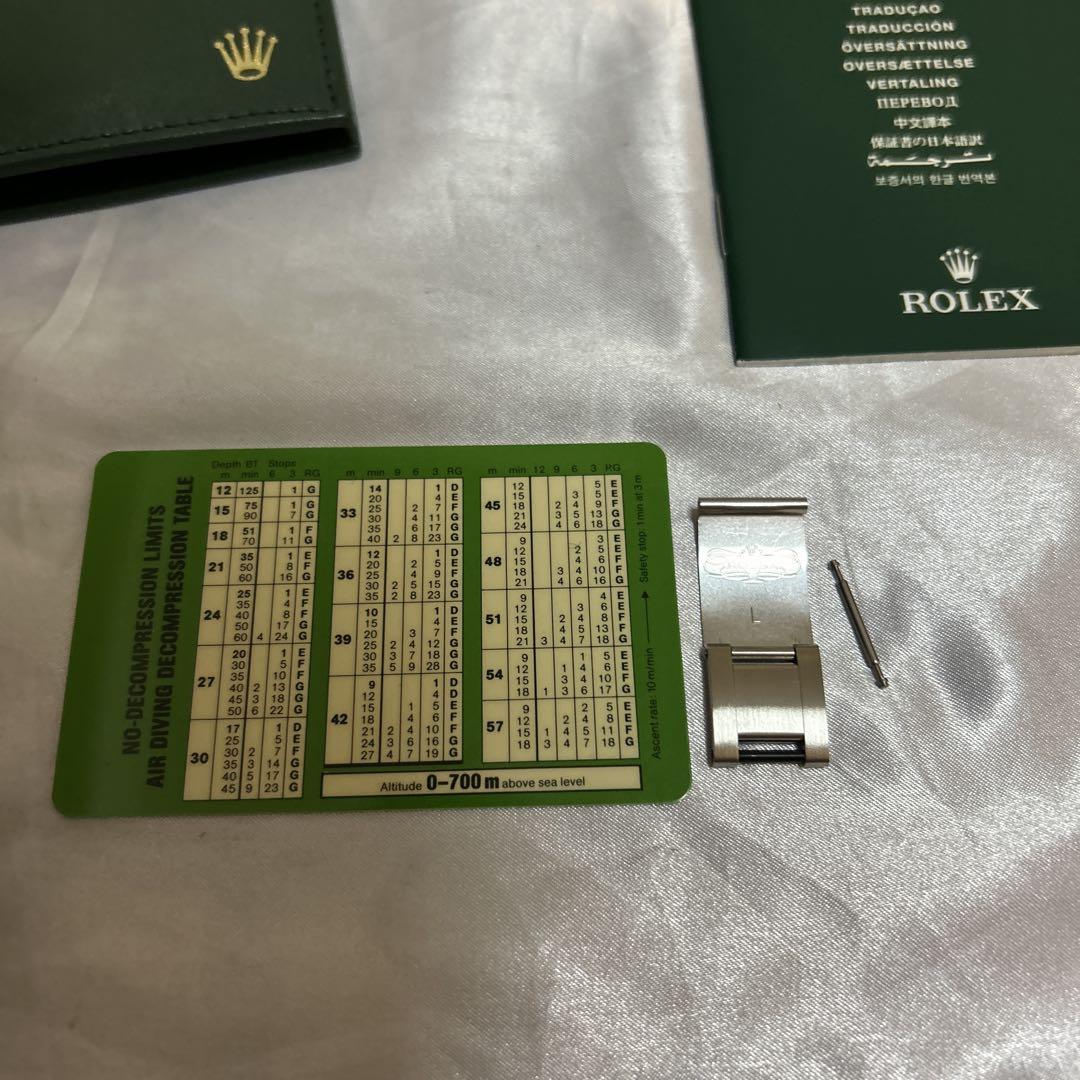 TRADUÇAO
TRADUCCIÓN
ÖVERSÄTTNING
OVERSÆTTELSE
VERTALING
ПЕРЕВОД
中文譯本
保証書の日本語訳
ترجمة
보증서의 한글 번역본
ROLEX
NO-DECOMPRESSION LIMITS
AIR DIVING DECOMPRESSION TABLE
Depth BT Stops
m min 6 3 RG
12 125 1 G
15 75 1 G
90 7 G
18 51 1 F
70 11 G
21 35 1 E
50 8 F
60 16 G
24 25 1 E
35 4 F
40 8 F
50 17 G
60 4 24 G
27 20 1 E
30 5 F
35 10 F
40 2 13 G
45 3 18 G
50 6 22 G
30 17 1 D
25 5 E
30 2 7 F
35 3 14 G
40 5 17 G
45 9 23 G
m min 9 6 3 RG
33 14 1 D
20 4 E
25 2 7 F
30 4 11 G
35 6 17 G
40 2 8 23 G
36 12 1 D
20 2 5 E
25 4 9 F
30 2 5 15 G
35 2 8 23 G
39 10 1 D
15 4 E
20 3 7 F
25 2 4 12 G
30 3 7 18 G
35 5 9 28 G
42 9 1 D
12 4 D
15 1 5 E
18 4 6 F
21 2 4 10 F
24 3 6 16 G
27 4 7 19 G
m min 12 9 6 3 RG
45 12 5 E
15 3 5 E
18 2 4 9 F
21 3 5 13 G
24 4 6 18 G
48 9 3 E
12 2 5 E
15 4 6 F
18 3 4 10 F
21 4 6 16 G
51 9 4 E
12 3 6 E
15 2 4 8 F
18 4 5 13 F
21 3 4 7 18 G
54 9 1 5 E
12 1 4 6 E
15 3 4 10 F
18 1 3 6 17 G
57 9 2 5 E
12 2 4 8 E
15 1 4 5 11 F
18 3 4 7 18 G
Altitude 0–700 m above sea level
Ascent rate: 10 m/min → Safety stop: 1 min at 3 m
L